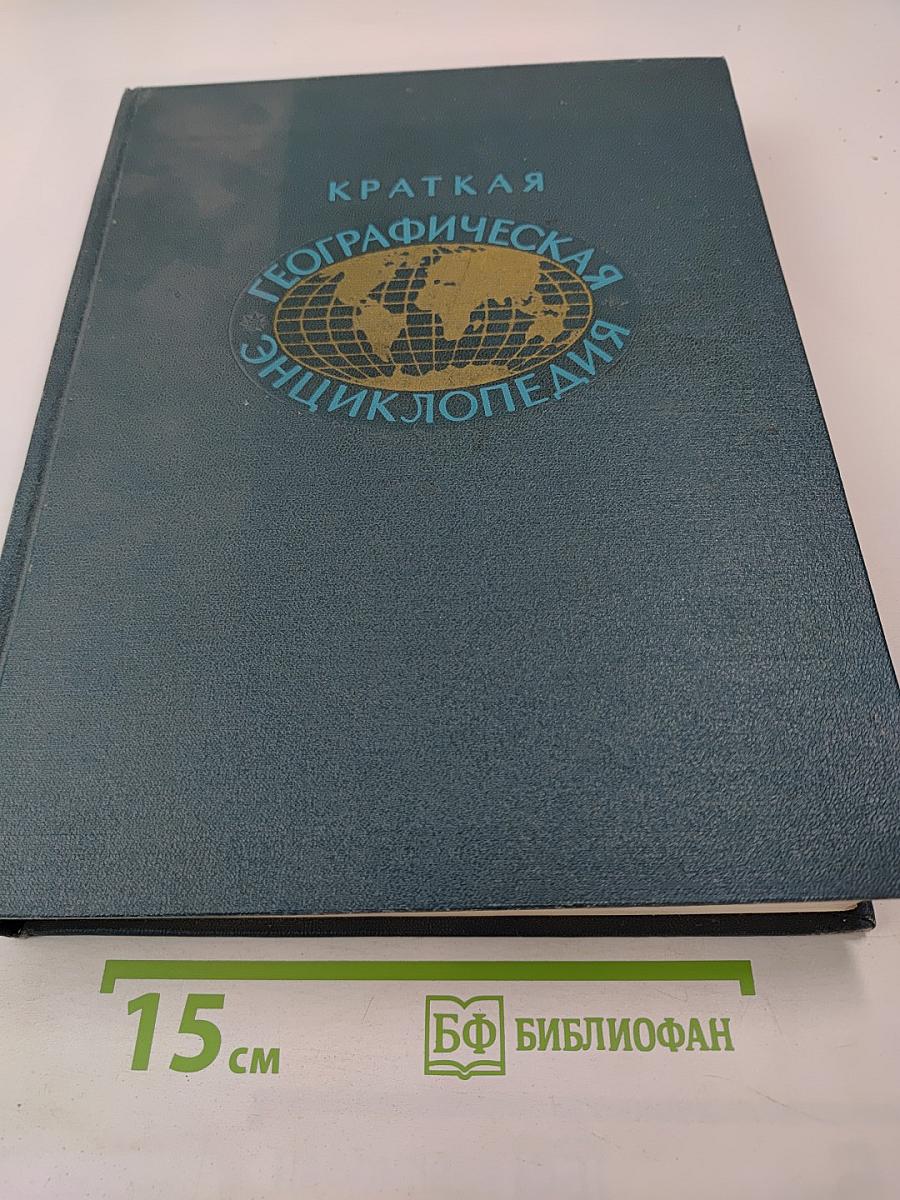 КРАТКАЯ
ГЕОГРАФИЧЕСКАЯ
ЭНЦИКЛОПЕДИЯ
15 см
БФ БИБЛИОФАН